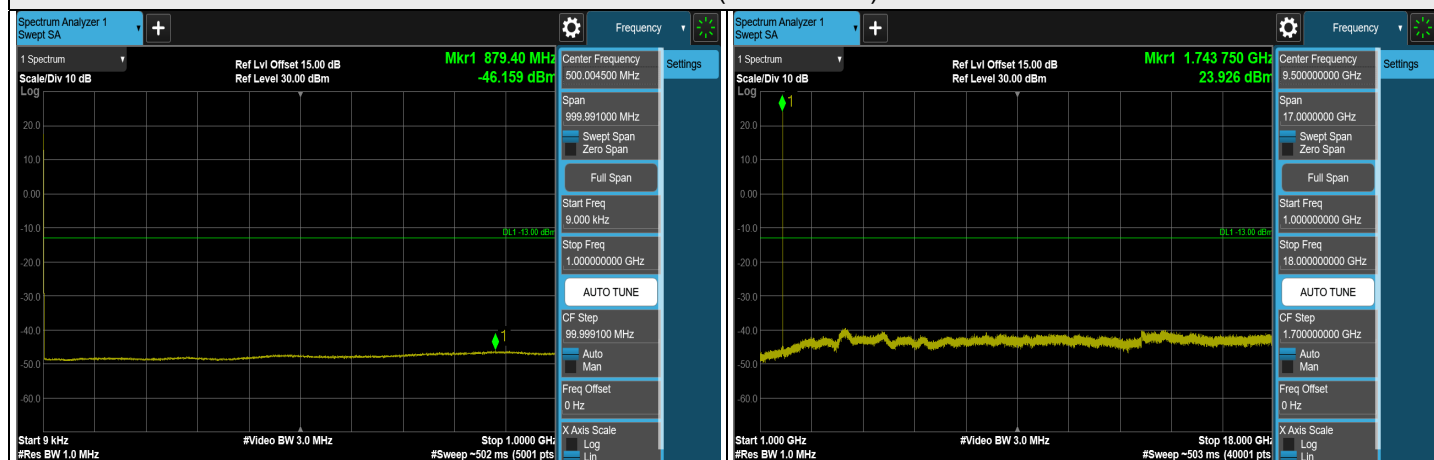 Spectrum Analyzer 1
Swept SA
+
Frequency
1 Spectrum
Ref Lvl Offset 15.00 dB
Ref Level 30.00 dBm
Mkr1 879.40 MHz
-46.159 dBm
Scale/Div 10 dB
Log
20.0
10.0
0.00
-10.0
-20.0
-30.0
-40.0
-50.0
-60.0
DL1 -13.00 dBm
1
Start 9 kHz
#Res BW 1.0 MHz
#Video BW 3.0 MHz
Stop 1.0000 GHz
#Sweep ~502 ms (5001 pts
Center Frequency
500.004500 MHz
Settings
Span
999.991000 MHz
Swept Span
Zero Span
Full Span
Start Freq
9.000 kHz
Stop Freq
1.000000000 GHz
AUTO TUNE
CF Step
99.999100 MHz
Auto
Man
Freq Offset
0 Hz
X Axis Scale
Log
Lin
Spectrum Analyzer 1
Swept SA
+
Frequency
1 Spectrum
Ref Lvl Offset 15.00 dB
Ref Level 30.00 dBm
Mkr1 1.743 750 GHz
23.926 dBm
Scale/Div 10 dB
Log
1
20.0
10.0
0.00
-10.0
-20.0
-30.0
-40.0
-50.0
-60.0
DL1 -13.00 dBm
Start 1.000 GHz
#Res BW 1.0 MHz
#Video BW 3.0 MHz
Stop 18.000 GHz
#Sweep ~503 ms (40001 pts
Center Frequency
9.500000000 GHz
Settings
Span
17.0000000 GHz
Swept Span
Zero Span
Full Span
Start Freq
1.000000000 GHz
Stop Freq
18.000000000 GHz
AUTO TUNE
CF Step
1.700000000 GHz
Auto
Man
Freq Offset
0 Hz
X Axis Scale
Log
Lin